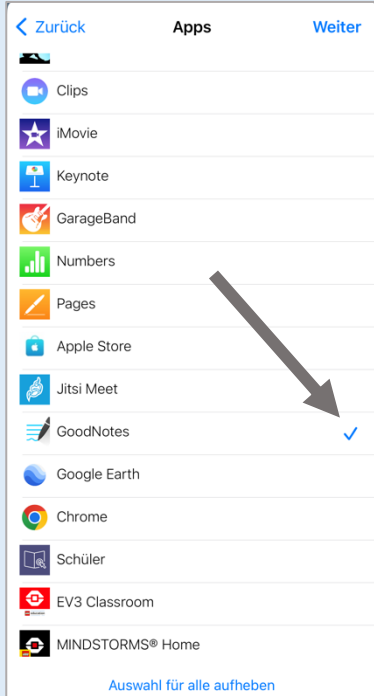 Zurück Apps Weiter
Clips
iMovie
Keynote
GarageBand
Numbers
Pages
Apple Store
Jitsi Meet
GoodNotes
Google Earth
Chrome
Schüler
EV3 Classroom
MINDSTORMS® Home
Auswahl für alle aufheben